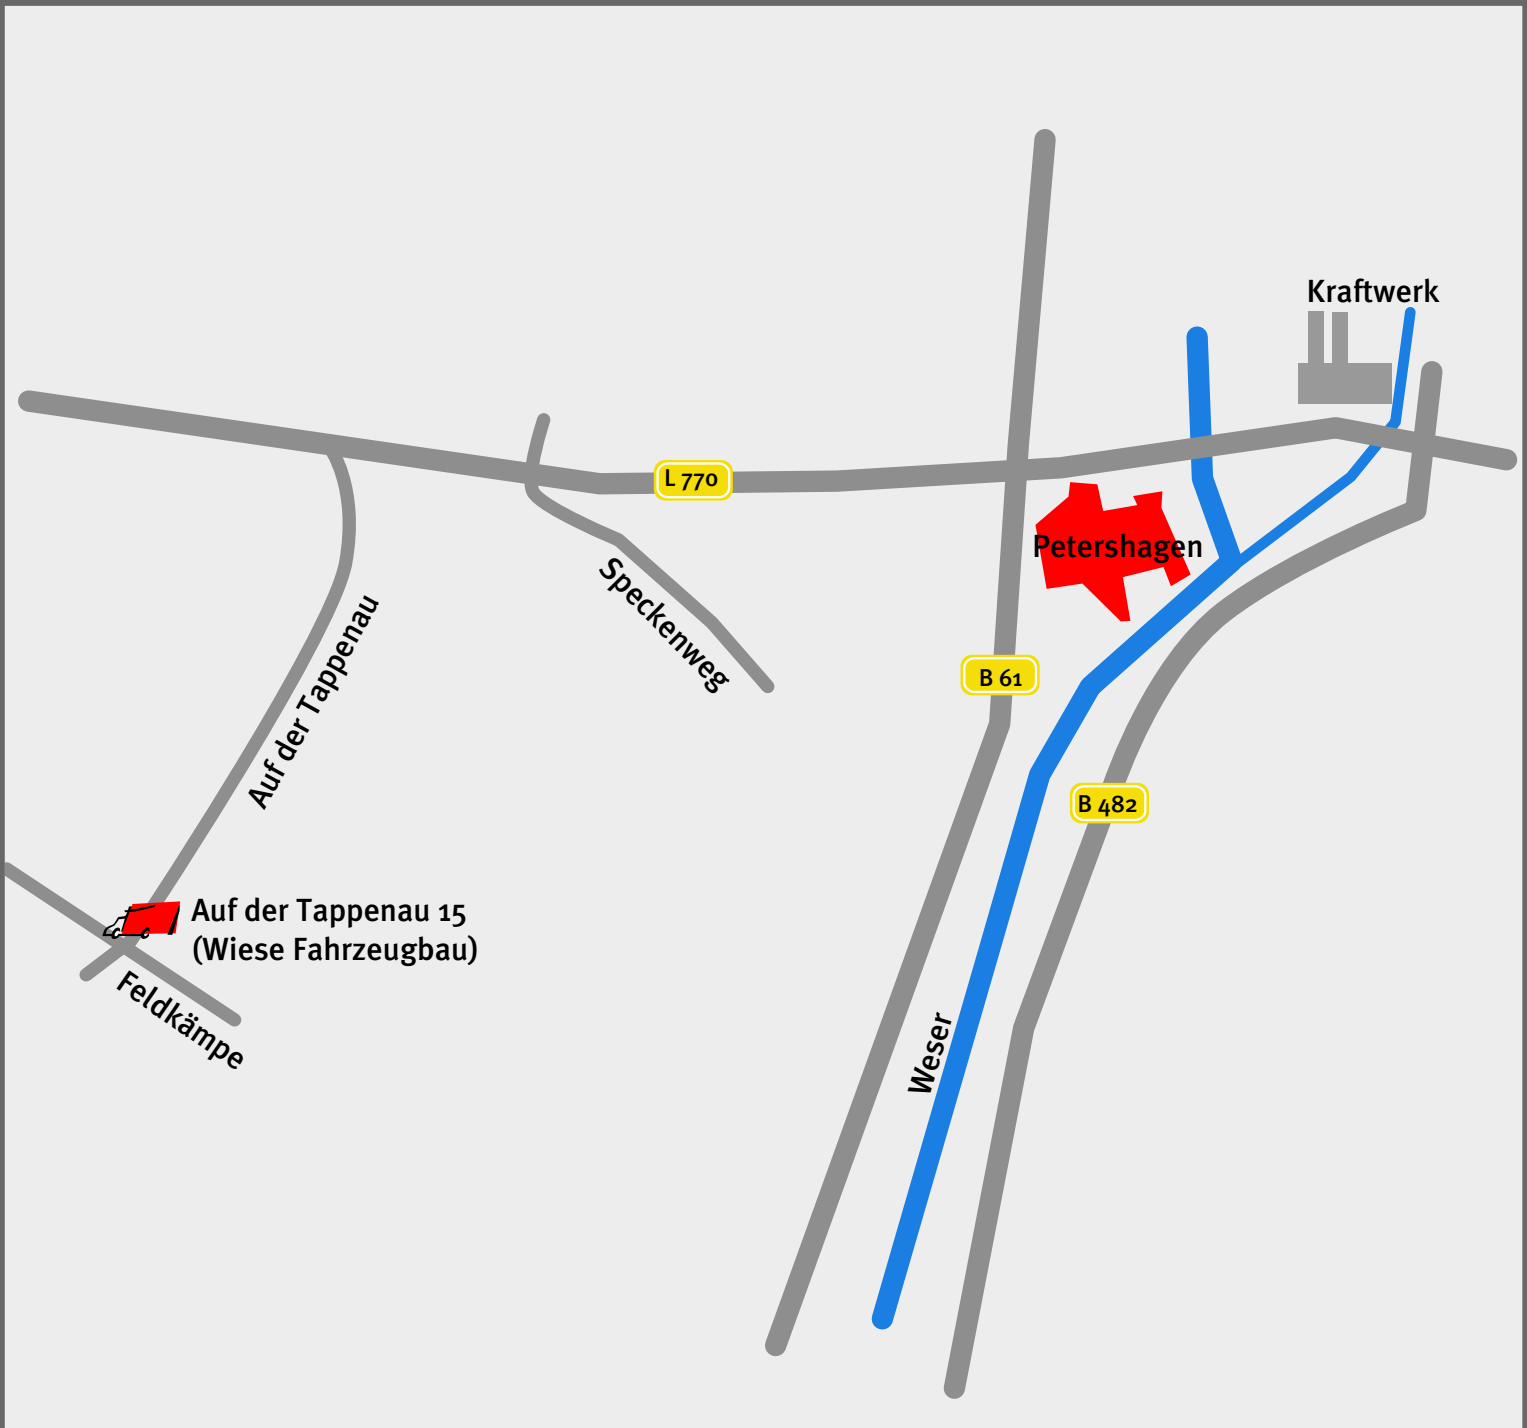 Kraftwerk
L 770
Petershagen
Speckenweg
Auf der Tappenau
B 61
B 482
Auf der Tappenau 15
(Wiese Fahrzeugbau)
Feldkämpe
Weser